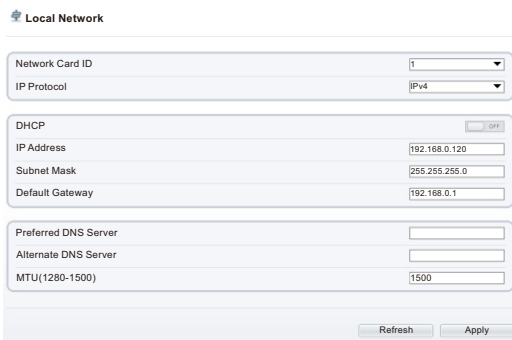 Local Network
Network Card ID 1
IP Protocol IPv4
DHCP OFF
IP Address 192.168.0.120
Subnet Mask 255.255.255.0
Default Gateway 192.168.0.1
Preferred DNS Server
Alternate DNS Server
MTU(1280-1500) 1500
Refresh Apply